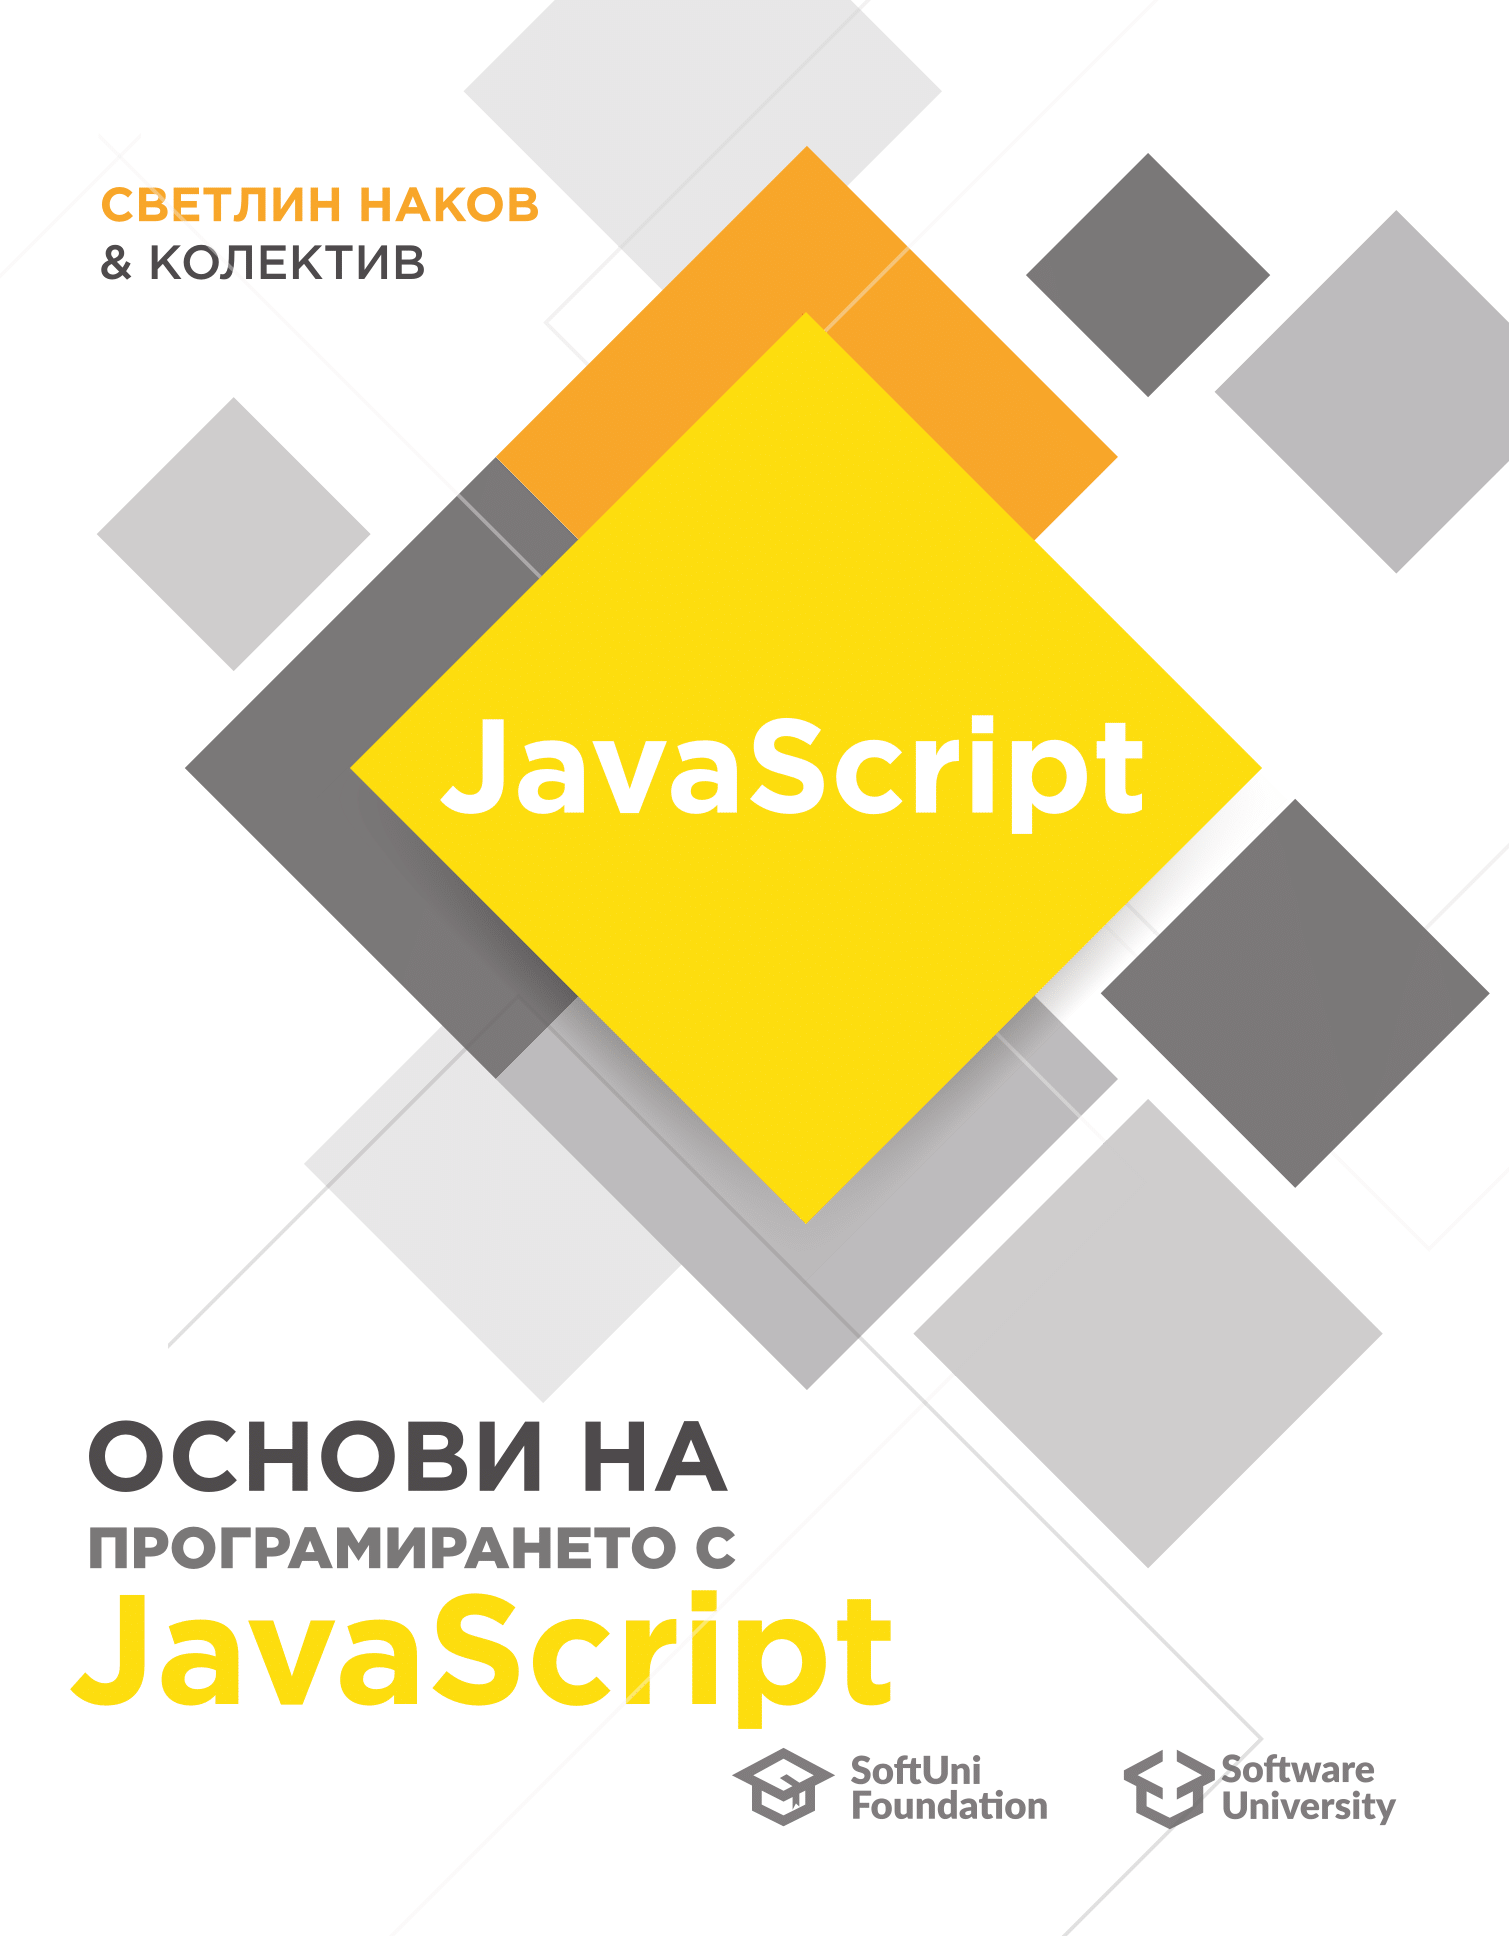 СВЕТЛИН НАКОВ
& КОЛЕКТИВ
JavaScript
ОСНОВИ НА
ПРОГРАМИРАНЕТО С
JavaScript
SoftUni
Foundation
Software
University